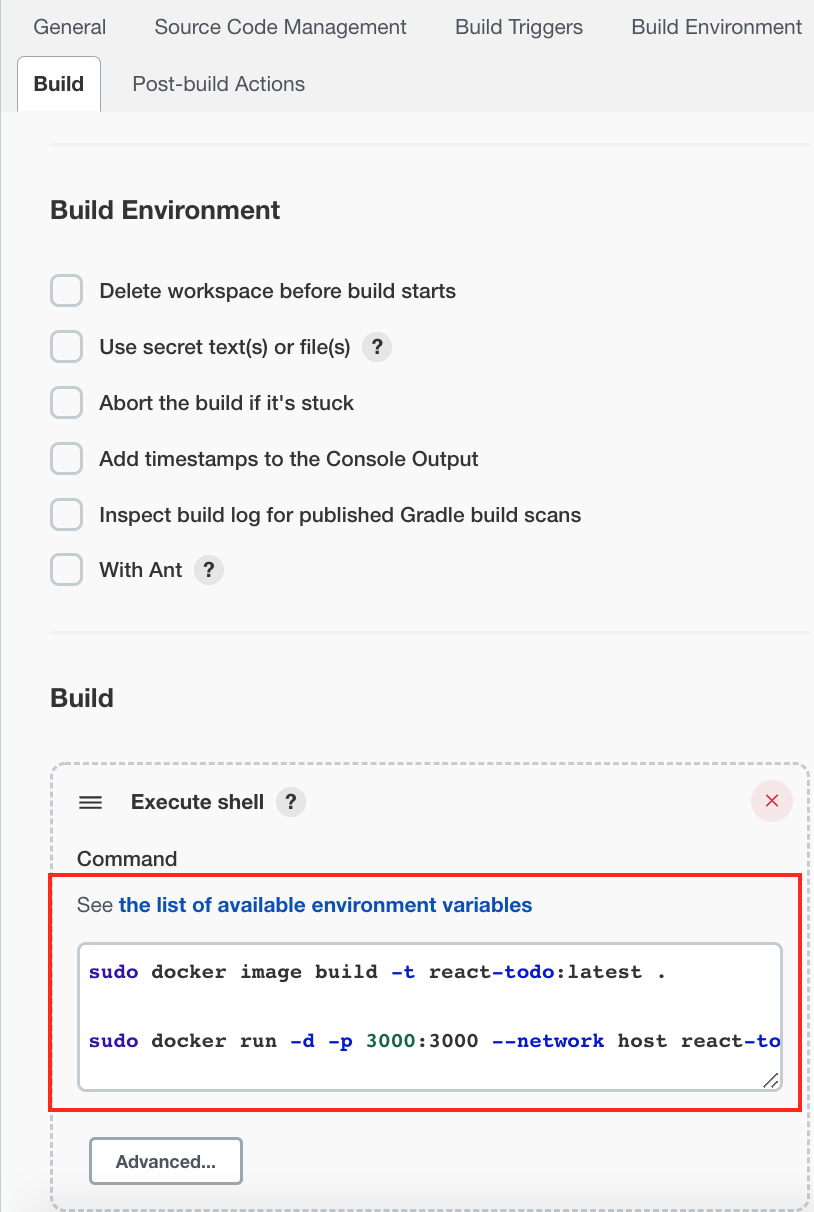 General Source Code Management Build Triggers Build Environment
Build Post-build Actions
Build Environment
Delete workspace before build starts
Use secret text(s) or file(s) ?
Abort the build if it's stuck
Add timestamps to the Console Output
Inspect build log for published Gradle build scans
With Ant ?
Build
Execute shell ?
Command
See the list of available environment variables
sudo docker image build -t react-todo:latest .
sudo docker run -d -p 3000:3000 --network host react-to
Advanced...